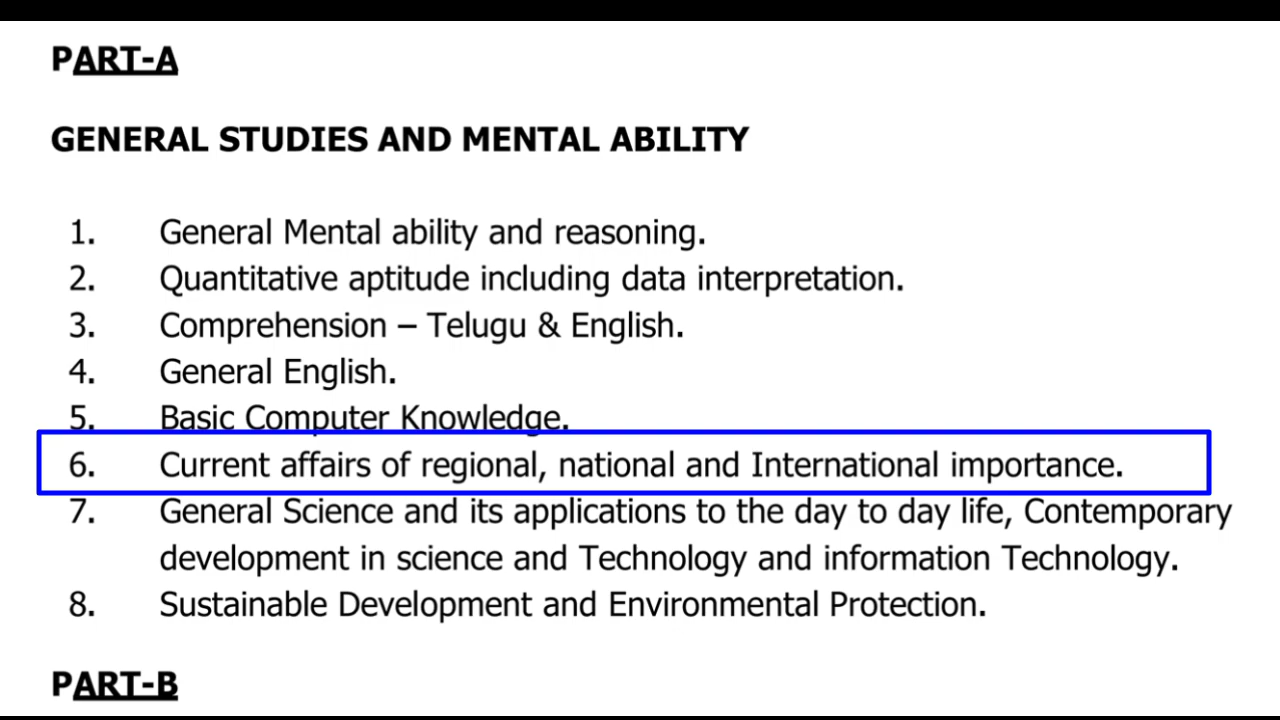 PART-A
GENERAL STUDIES AND MENTAL ABILITY
1. General Mental ability and reasoning.
2. Quantitative aptitude including data interpretation.
3. Comprehension – Telugu & English.
4. General English.
5. Basic Computer Knowledge.
6. Current affairs of regional, national and International importance.
7. General Science and its applications to the day to day life, Contemporary
development in science and Technology and information Technology.
8. Sustainable Development and Environmental Protection.
PART-B